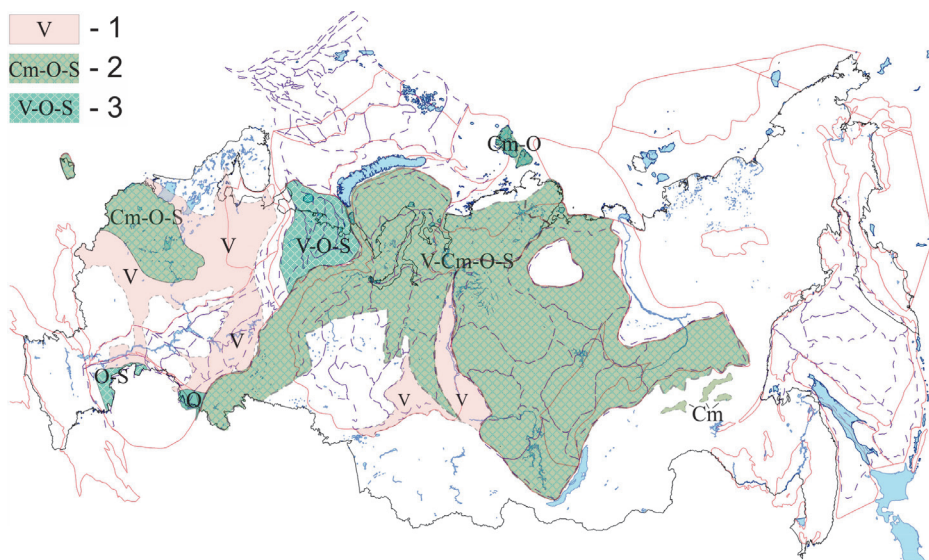 V - 1
Cm-O-S - 2
V-O-S - 3
Cm-O
Cm-O-S
V
V-O-S
V-Cm-O-S
V
V
O-S
O
V
V
Cm